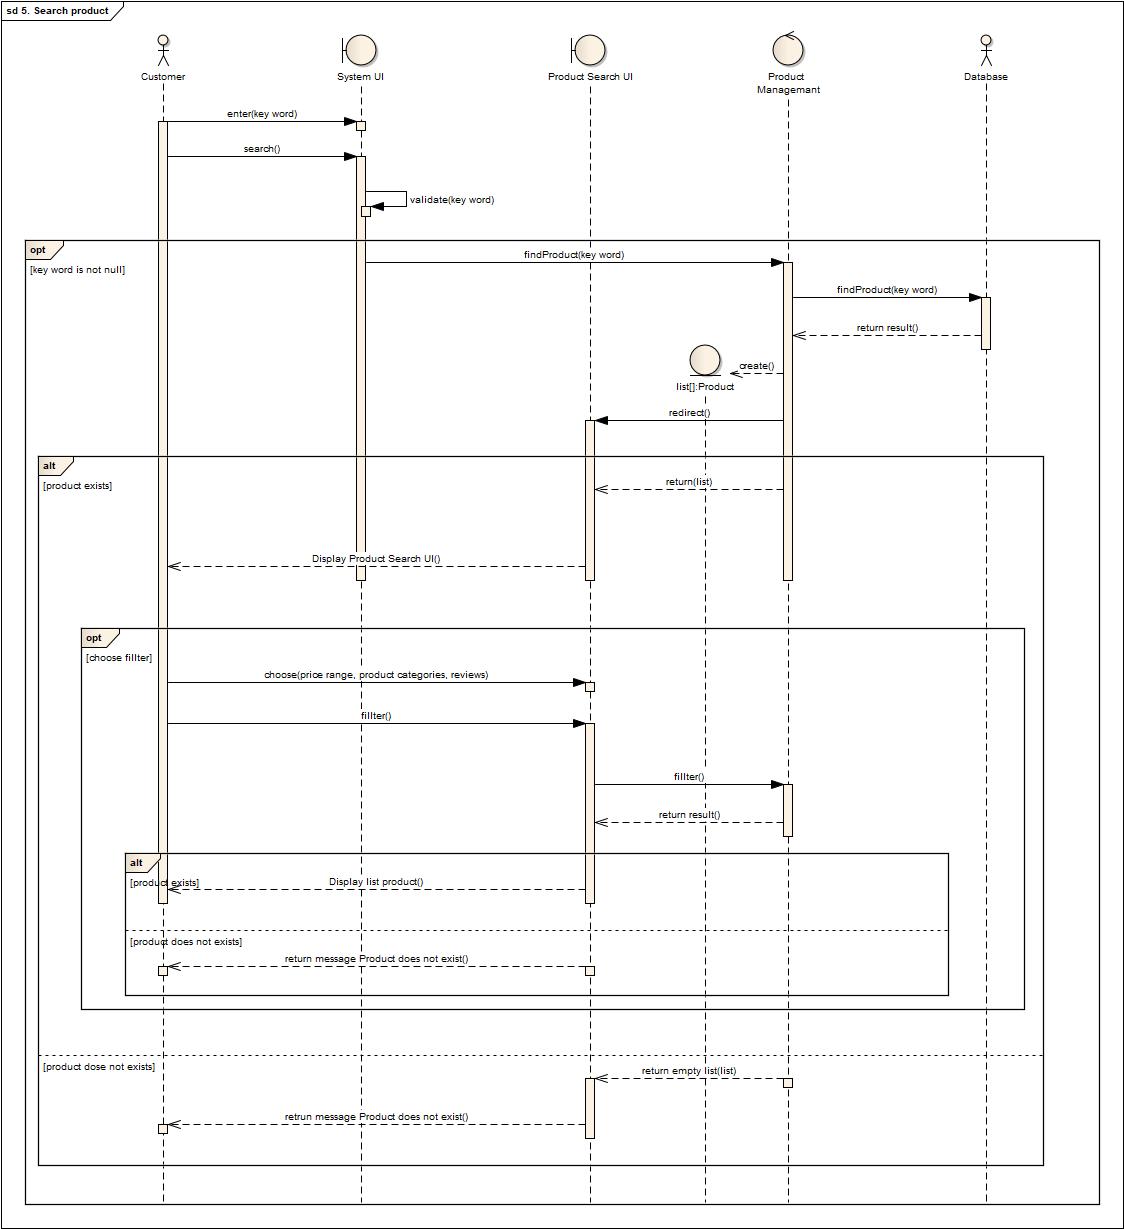 sd 5. Search product
Customer
System UI
Product Search UI
Product
Managemant
Database
enter(key word)
search()
validate(key word)
opt
[key word is not null]
findProduct(key word)
findProduct(key word)
return result()
create()
list[]:Product
redirect()
alt
[product exists]
return(list)
Display Product Search UI()
opt
[choose fillter]
choose(price range, product categories, reviews)
fillter()
fillter()
return result()
alt
[product exists]
Display list product()
[product does not exists]
return message Product does not exist()
[product dose not exists]
return empty list(list)
retrun message Product does not exist()